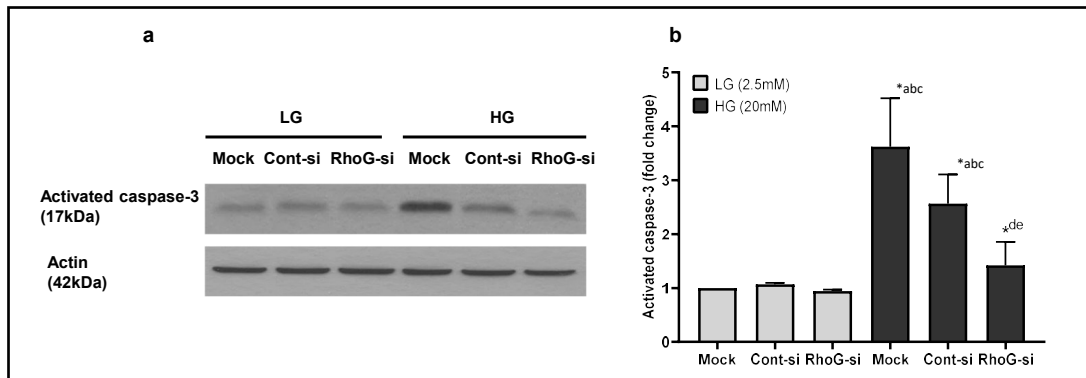 a
LG HG
Mock Cont-si RhoG-si Mock Cont-si RhoG-si
Activated caspase-3
(17kDa)
Actin
(42kDa)
b
Activated caspase-3 (fold change)
5
4
3
2
1
0
LG (2.5mM)
HG (20mM)
*abc
*abc
*de
Mock Cont-si RhoG-si Mock Cont-si RhoG-si